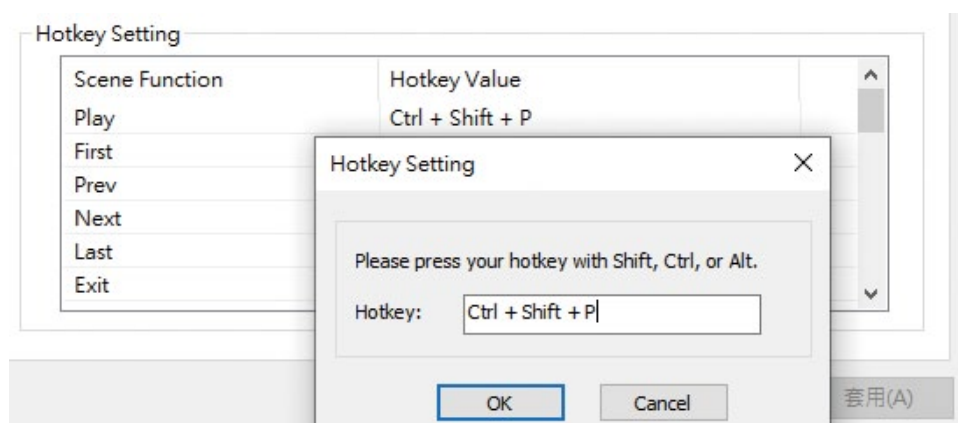 Hotkey Setting
Scene Function Hotkey Value
Play Ctrl + Shift + P
First
Prev
Next
Last
Exit
Hotkey Setting
Please press your hotkey with Shift, Ctrl, or Alt.
Hotkey: Ctrl + Shift + P
OK Cancel
套用(A)